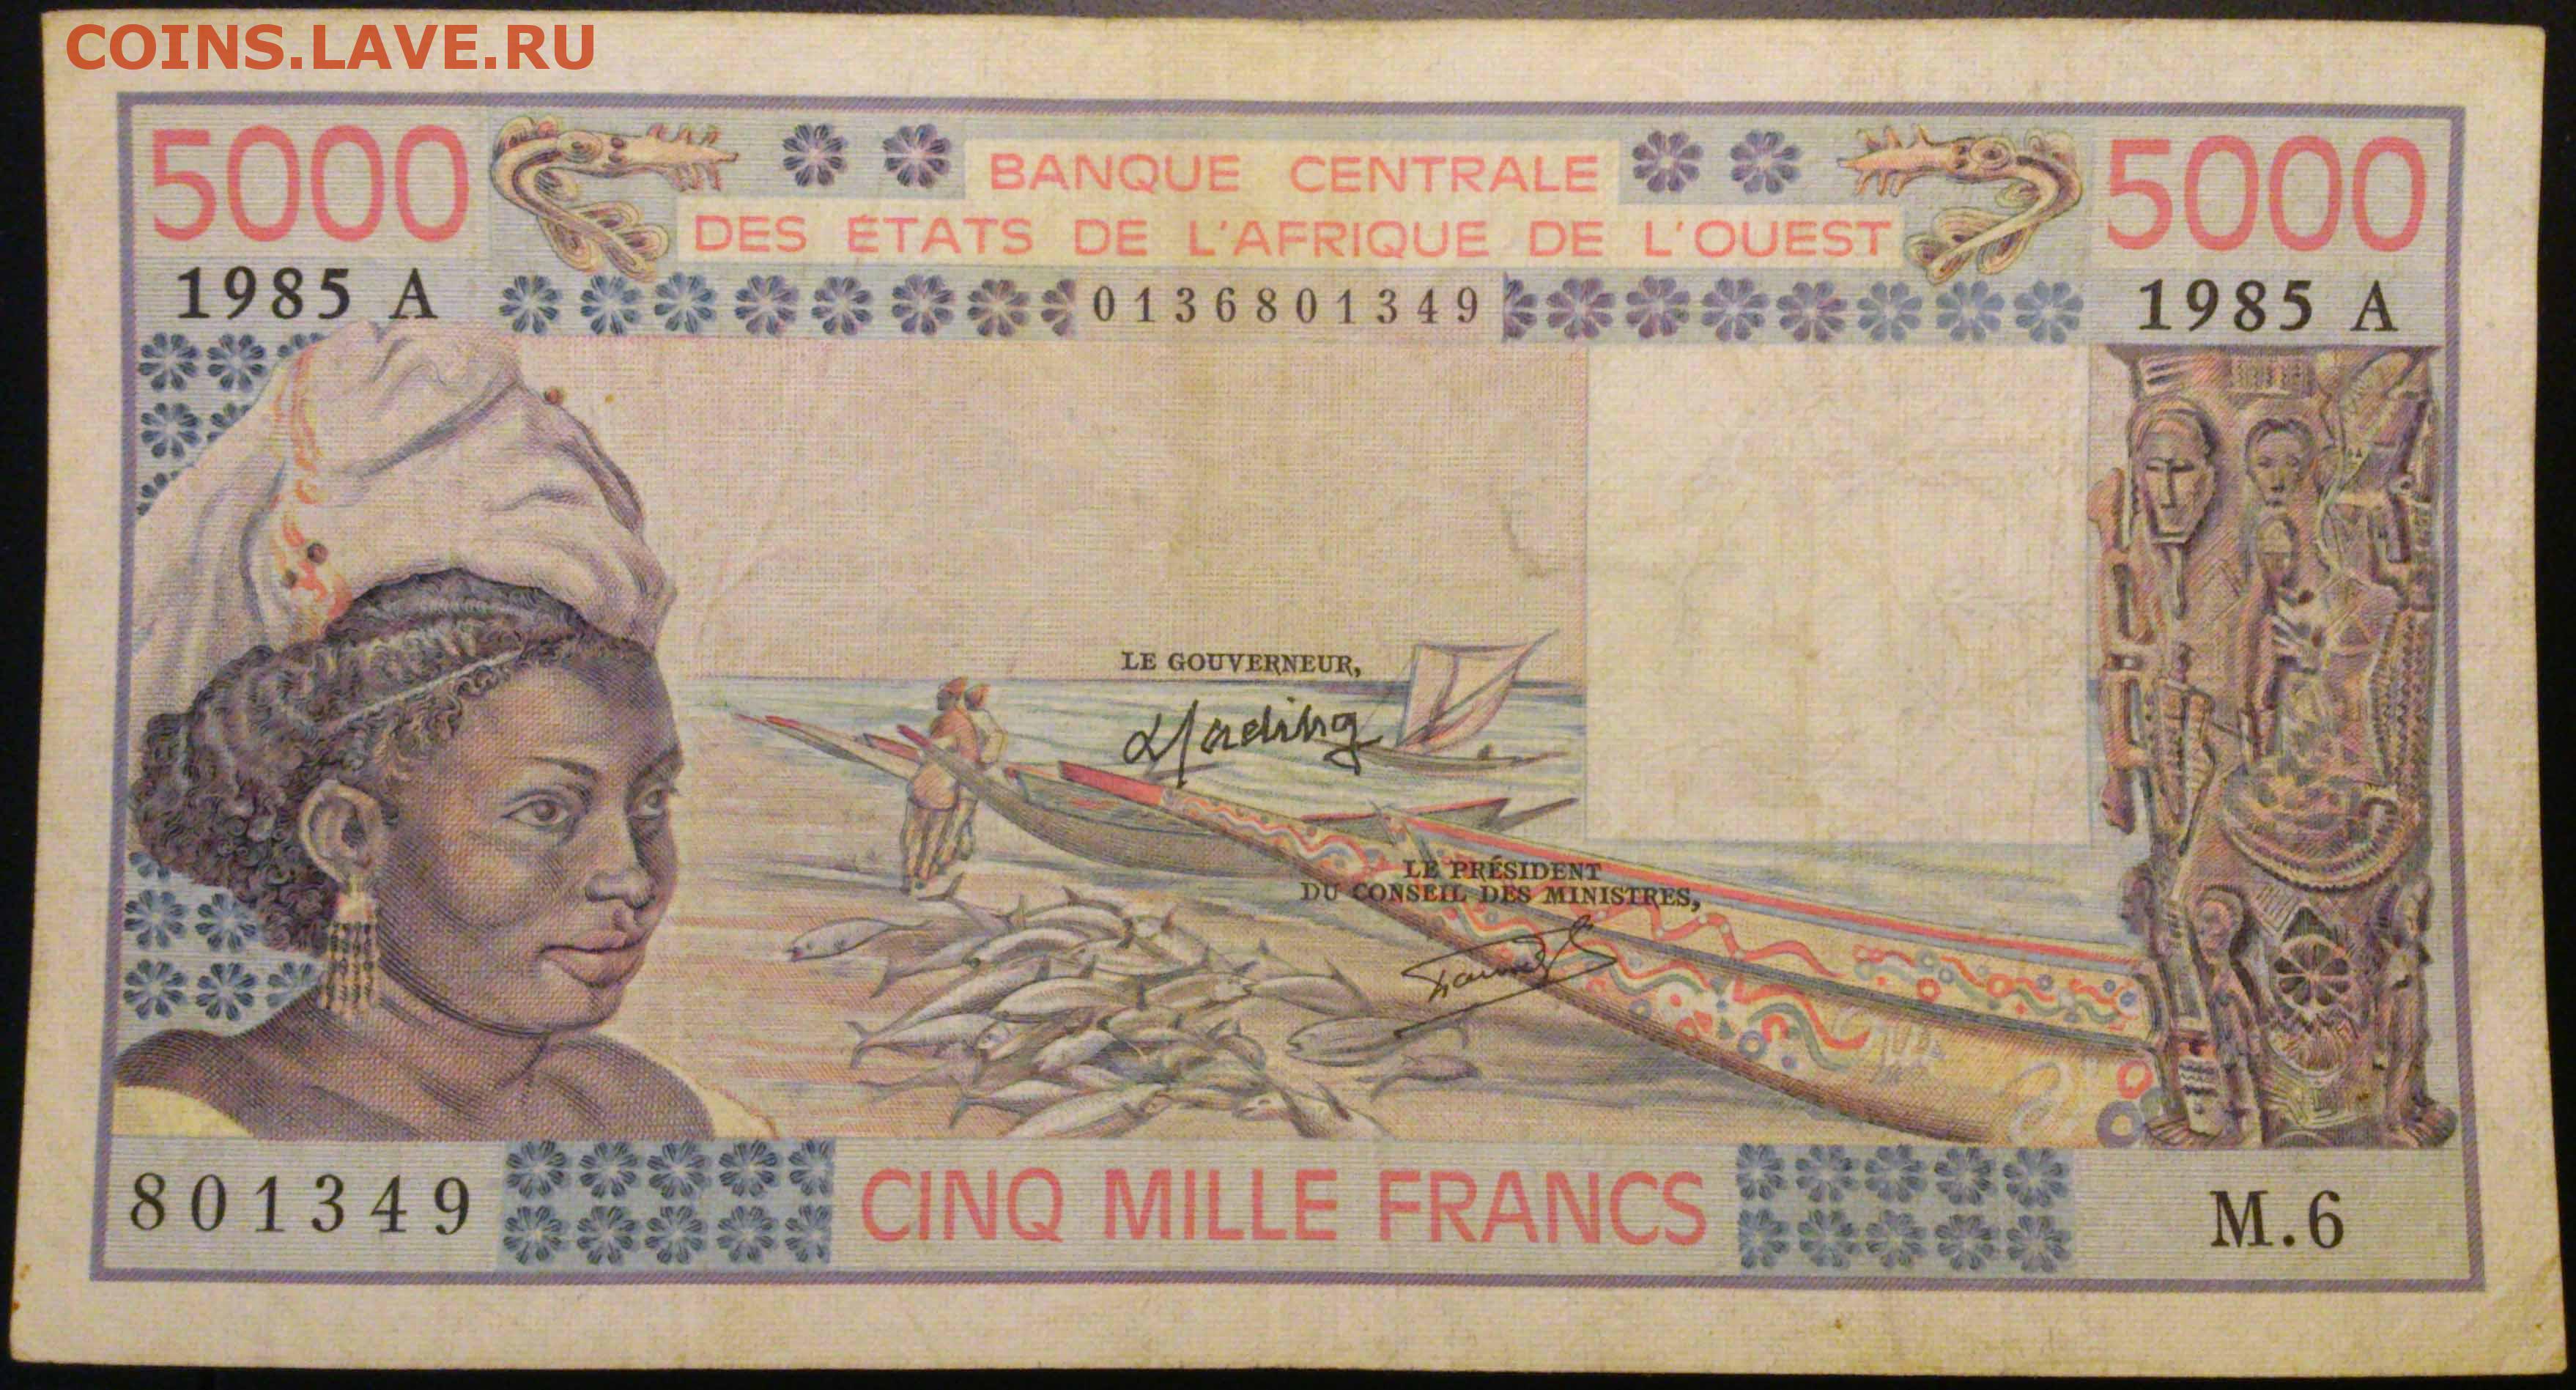 COINS.LAVE.RU
5000 BANQUE CENTRALE 5000
DES ÉTATS DE L'AFRIQUE DE L'OUEST
1985 A 0136801349 1985 A
LE GOUVERNEUR,
LE PRÉSIDENT
DU CONSEIL DES MINISTRES,
801349 CINQ MILLE FRANCS M.6